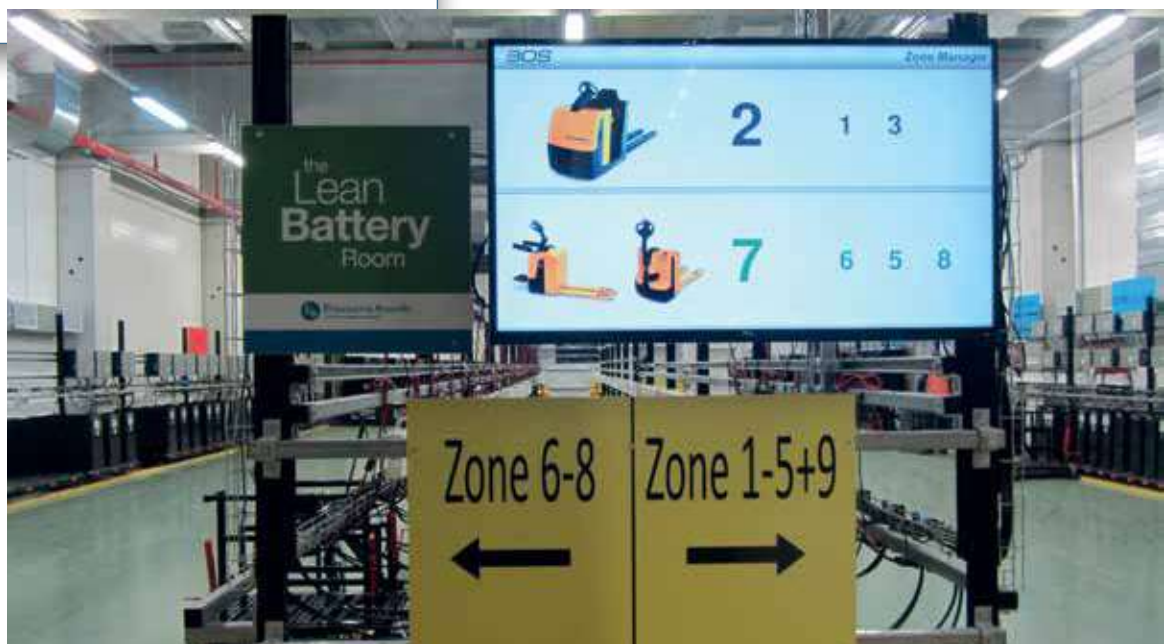 the
Lean
Battery
Room
BOS
Zone Manager
2 1 3
7 6 5 8
Zone 6-8
Zone 1-5+9